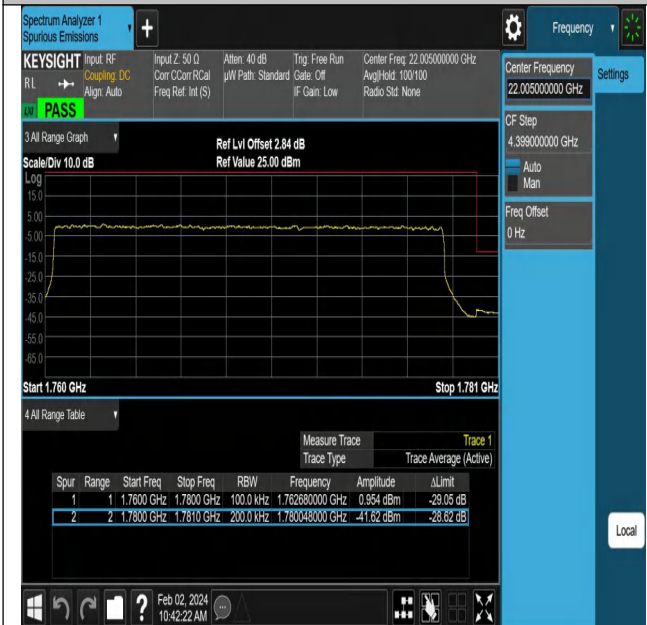 Spectrum Analyzer 1
Spurious Emissions
Frequency
KEYSIGHT
RL
Input: RF
Coupling: DC
Align: Auto
Input Z: 50 Ω
Corr CCorr RCal
Freq Ref: Int (S)
Atten: 40 dB
µW Path: Standard
Trig: Free Run
Gate: Off
IF Gain: Low
Center Freq: 22.005000000 GHz
Avg|Hold: 100/100
Radio Std: None
PASS
Center Frequency
22.005000000 GHz
Settings
CF Step
4.399000000 GHz
Auto
Man
Freq Offset
0 Hz
3 All Range Graph
Ref Lvl Offset 2.84 dB
Scale/Div 10.0 dB
Ref Value 25.00 dBm
Log
15.0
5.00
-5.00
-15.0
-25.0
-35.0
-45.0
-55.0
-65.0
Start 1.760 GHz
Stop 1.781 GHz
4 All Range Table
Measure Trace Trace 1
Trace Type Trace Average (Active)
Spur Range Start Freq Stop Freq RBW Frequency Amplitude ΔLimit
1 1 1.7600 GHz 1.7800 GHz 100.0 kHz 1.762680000 GHz 0.954 dBm -29.05 dB
2 2 1.7800 GHz 1.7810 GHz 200.0 kHz 1.780048000 GHz -41.62 dBm -28.62 dB
Local
Feb 02, 2024
10:42:22 AM